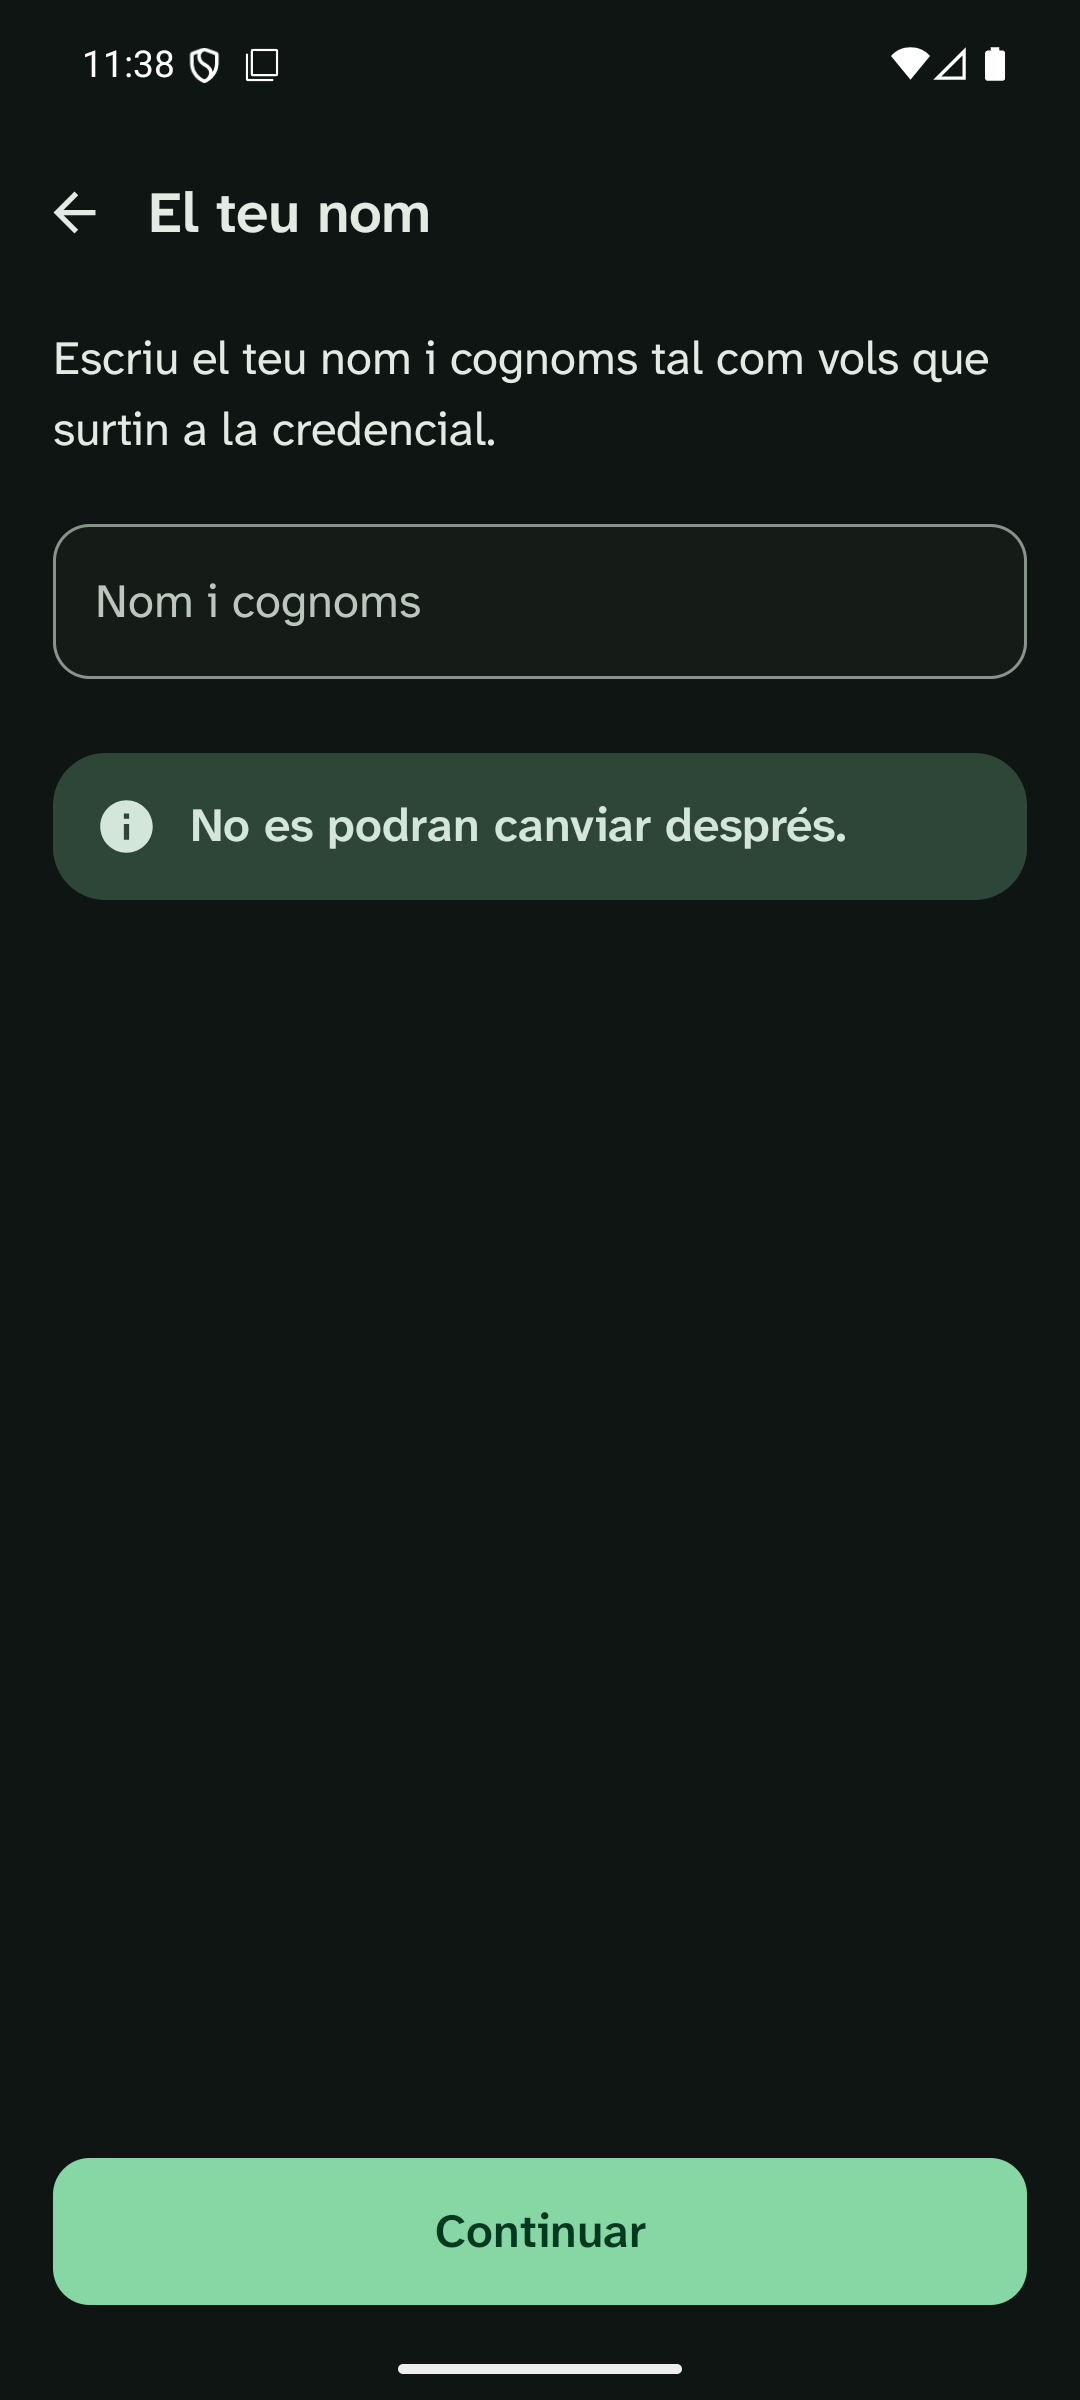 11:38
El teu nom
Escriu el teu nom i cognoms tal com vols que
surtin a la credencial.
Nom i cognoms
No es podran canviar després.
Continuar